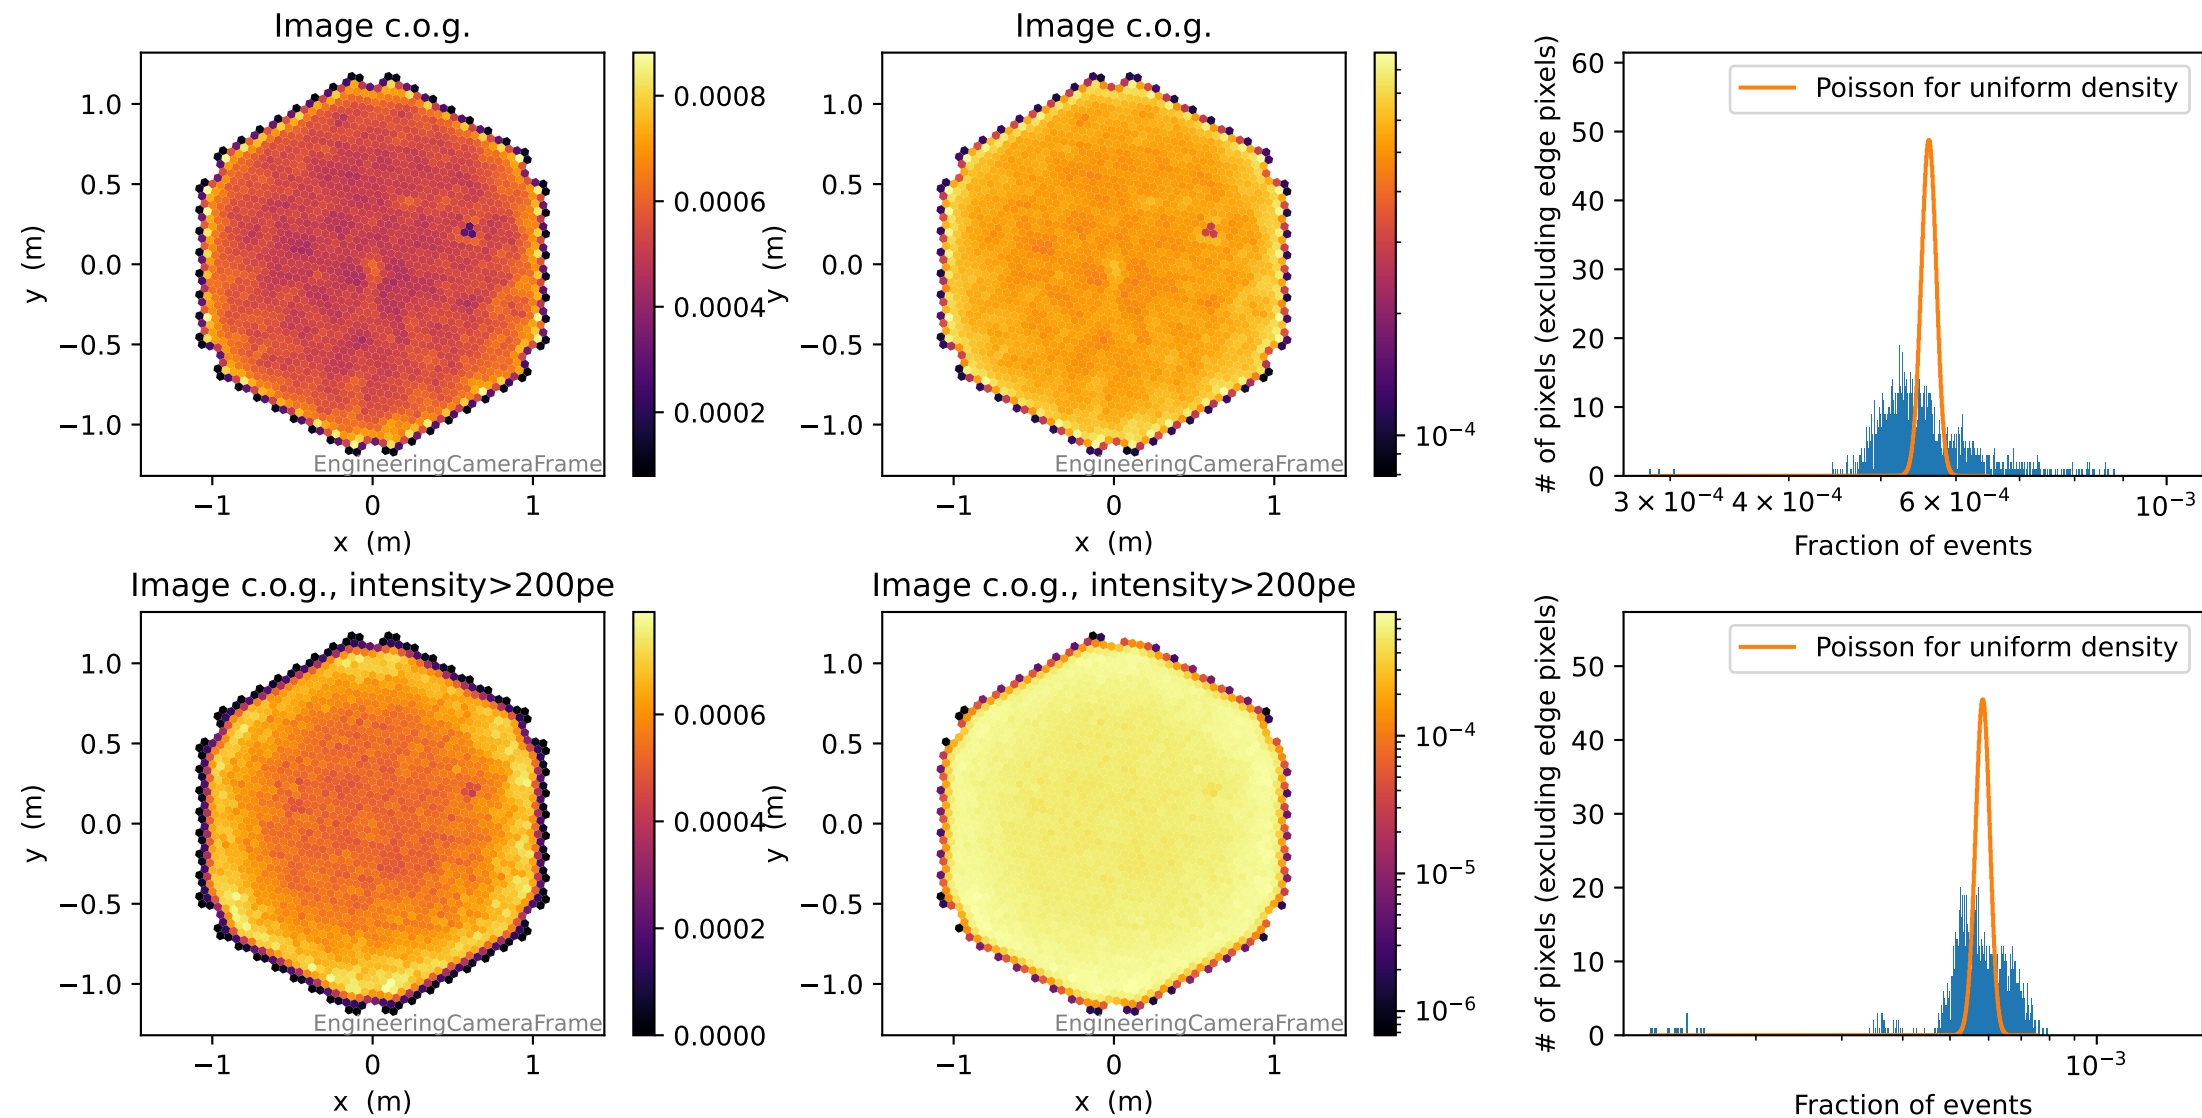 Image c.o.g.
1.0
0.5
0.0
−0.5
−1.0
y (m)
−1 0 1
x (m)
EngineeringCameraFrame
0.0008
0.0006
0.0004
0.0002
Image c.o.g.
1.0
0.5
0.0
−0.5
−1.0
y (m)
−1 0 1
x (m)
EngineeringCameraFrame
10⁻⁴
60
50
40
30
20
10
0
# of pixels (excluding edge pixels)
Poisson for uniform density
3 × 10⁻⁴ 4 × 10⁻⁴ 6 × 10⁻⁴ 10⁻³
Fraction of events
Image c.o.g., intensity>200pe
1.0
0.5
0.0
−0.5
−1.0
y (m)
−1 0 1
x (m)
EngineeringCameraFrame
0.0006
0.0004
0.0002
0.0000
Image c.o.g., intensity>200pe
1.0
0.5
0.0
−0.5
−1.0
y (m)
−1 0 1
x (m)
EngineeringCameraFrame
10⁻⁴
10⁻⁵
10⁻⁶
50
40
30
20
10
0
# of pixels (excluding edge pixels)
Poisson for uniform density
10⁻³
Fraction of events